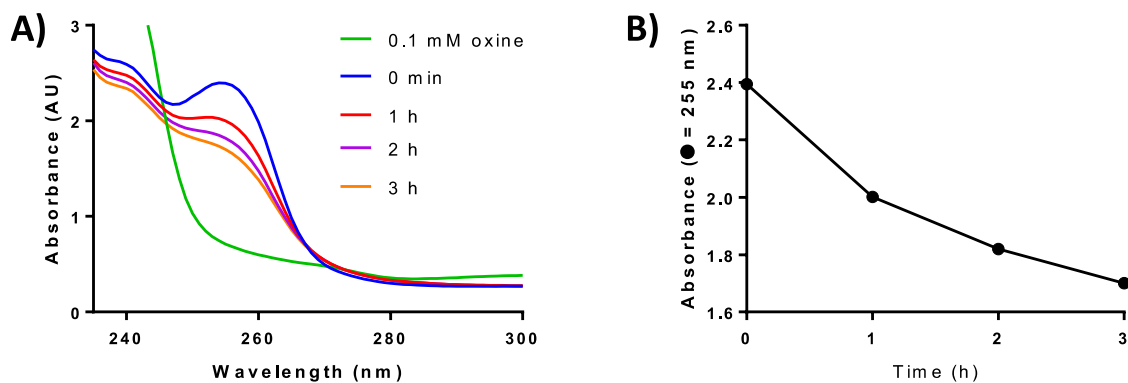 A)
3
2
1
0
Absorbance (AU)
240
260
280
300
Wavelength (nm)
0.1 mM oxine
0 min
1 h
2 h
3 h
B)
2.6
2.4
2.2
2.0
1.8
1.6
Absorbance (● = 255 nm)
0
1
2
3
Time (h)